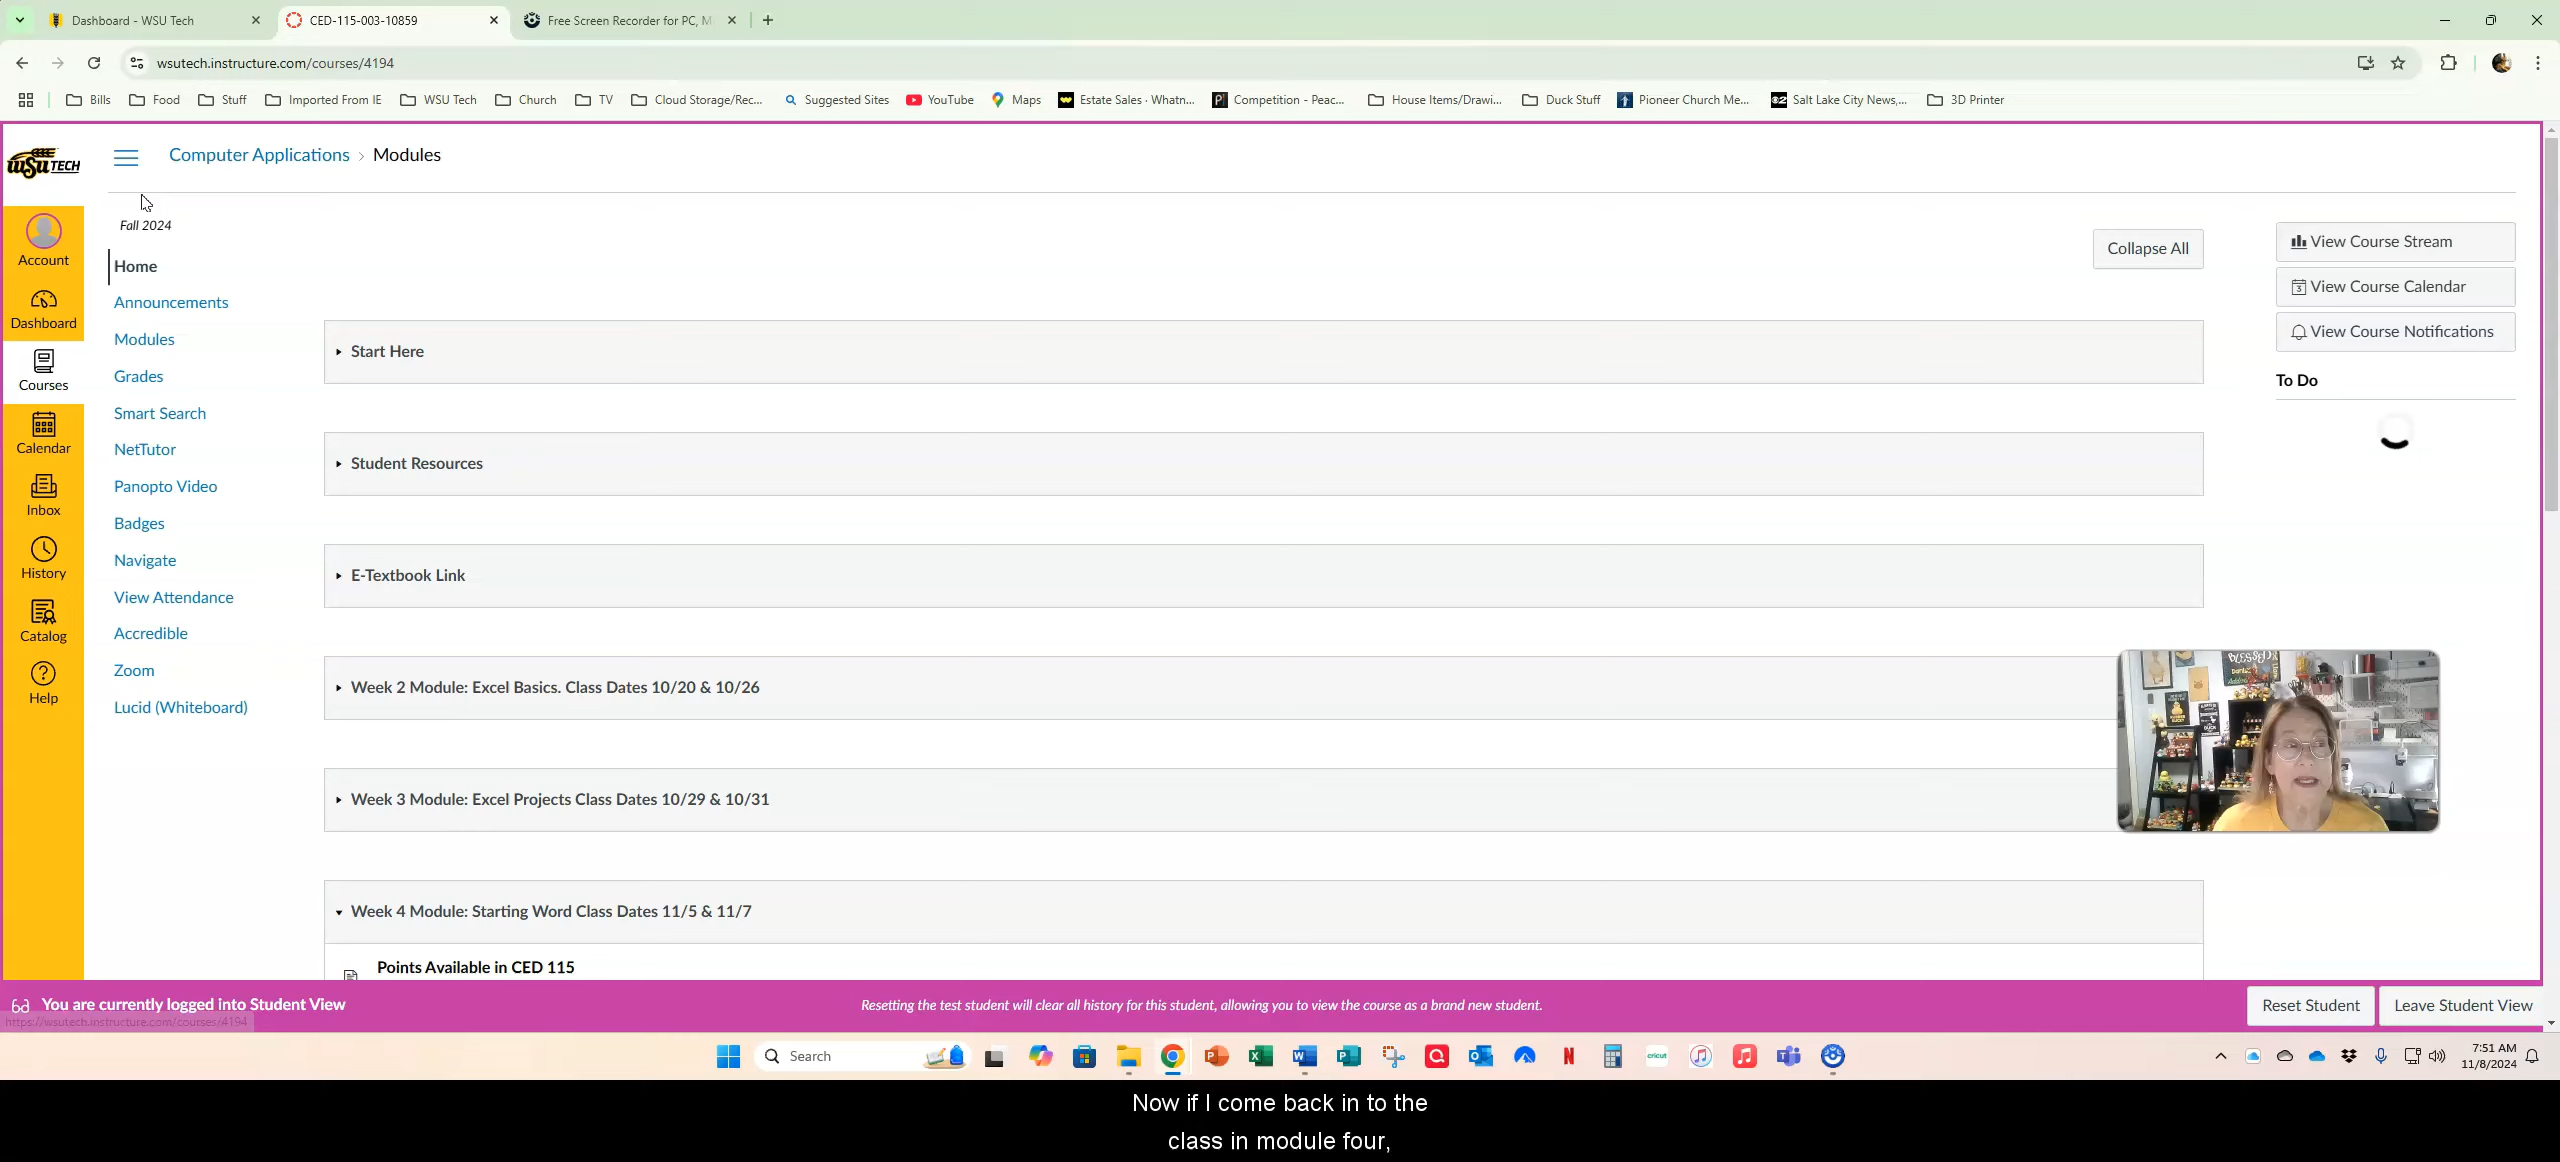 Dashboard - WSU Tech
CED-115-003-10859
Free Screen Recorder for PC, M
wsutech.instructure.com/courses/4194
Bills
Food
Stuff
Imported From IE
WSU Tech
Church
TV
Cloud Storage/Rec...
Suggested Sites
YouTube
Maps
Estate Sales · Whatn...
Competition - Peac...
House Items/Drawi...
Duck Stuff
Pioneer Church Me...
Salt Lake City News,...
3D Printer
WSU TECH
Computer Applications › Modules
Fall 2024
Account
Dashboard
Courses
Calendar
Inbox
History
Catalog
Help
Home
Announcements
Modules
Grades
Smart Search
NetTutor
Panopto Video
Badges
Navigate
View Attendance
Accredible
Zoom
Lucid (Whiteboard)
Collapse All
Start Here
Student Resources
E-Textbook Link
Week 2 Module: Excel Basics. Class Dates 10/20 & 10/26
Week 3 Module: Excel Projects Class Dates 10/29 & 10/31
Week 4 Module: Starting Word Class Dates 11/5 & 11/7
Points Available in CED 115
View Course Stream
View Course Calendar
View Course Notifications
To Do
BLESSED
You are currently logged into Student View
Resetting the test student will clear all history for this student, allowing you to view the course as a brand new student.
Reset Student
Leave Student View
https://wsutech.instructure.com/courses/4194
Search
cricut
7:51 AM
11/8/2024
Now if I come back in to the
class in module four,